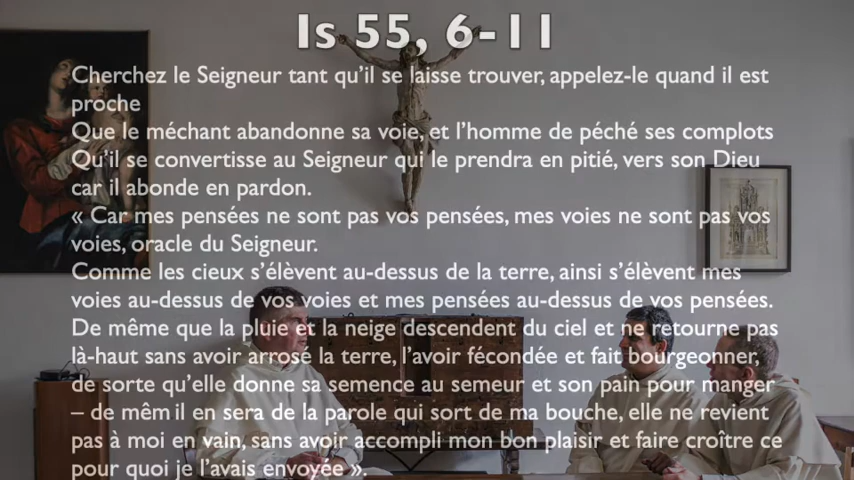 Is 55, 6-11
Cherchez le Seigneur tant qu’il se laisse trouver, appelez-le quand il est
proche
Que le méchant abandonne sa voie, et l’homme de péché ses complots
Qu’il se convertisse au Seigneur qui le prendra en pitié, vers son Dieu
car il abonde en pardon.
« Car mes pensées ne sont pas vos pensées, mes voies ne sont pas vos
voies, oracle du Seigneur.
Comme les cieux s’élèvent au-dessus de la terre, ainsi s’élèvent mes
voies au-dessus de vos voies et mes pensées au-dessus de vos pensées.
De même que la pluie et la neige descendent du ciel et ne retourne pas
là-haut sans avoir arrosé la terre, l’avoir fécondée et fait bourgeonner,
de sorte qu’elle donne sa semence au semeur et son pain pour manger
– de mêm il en sera de la parole qui sort de ma bouche, elle ne revient
pas à moi en vain, sans avoir accompli mon bon plaisir et faire croître ce
pour quoi je l’avais envoyée ».